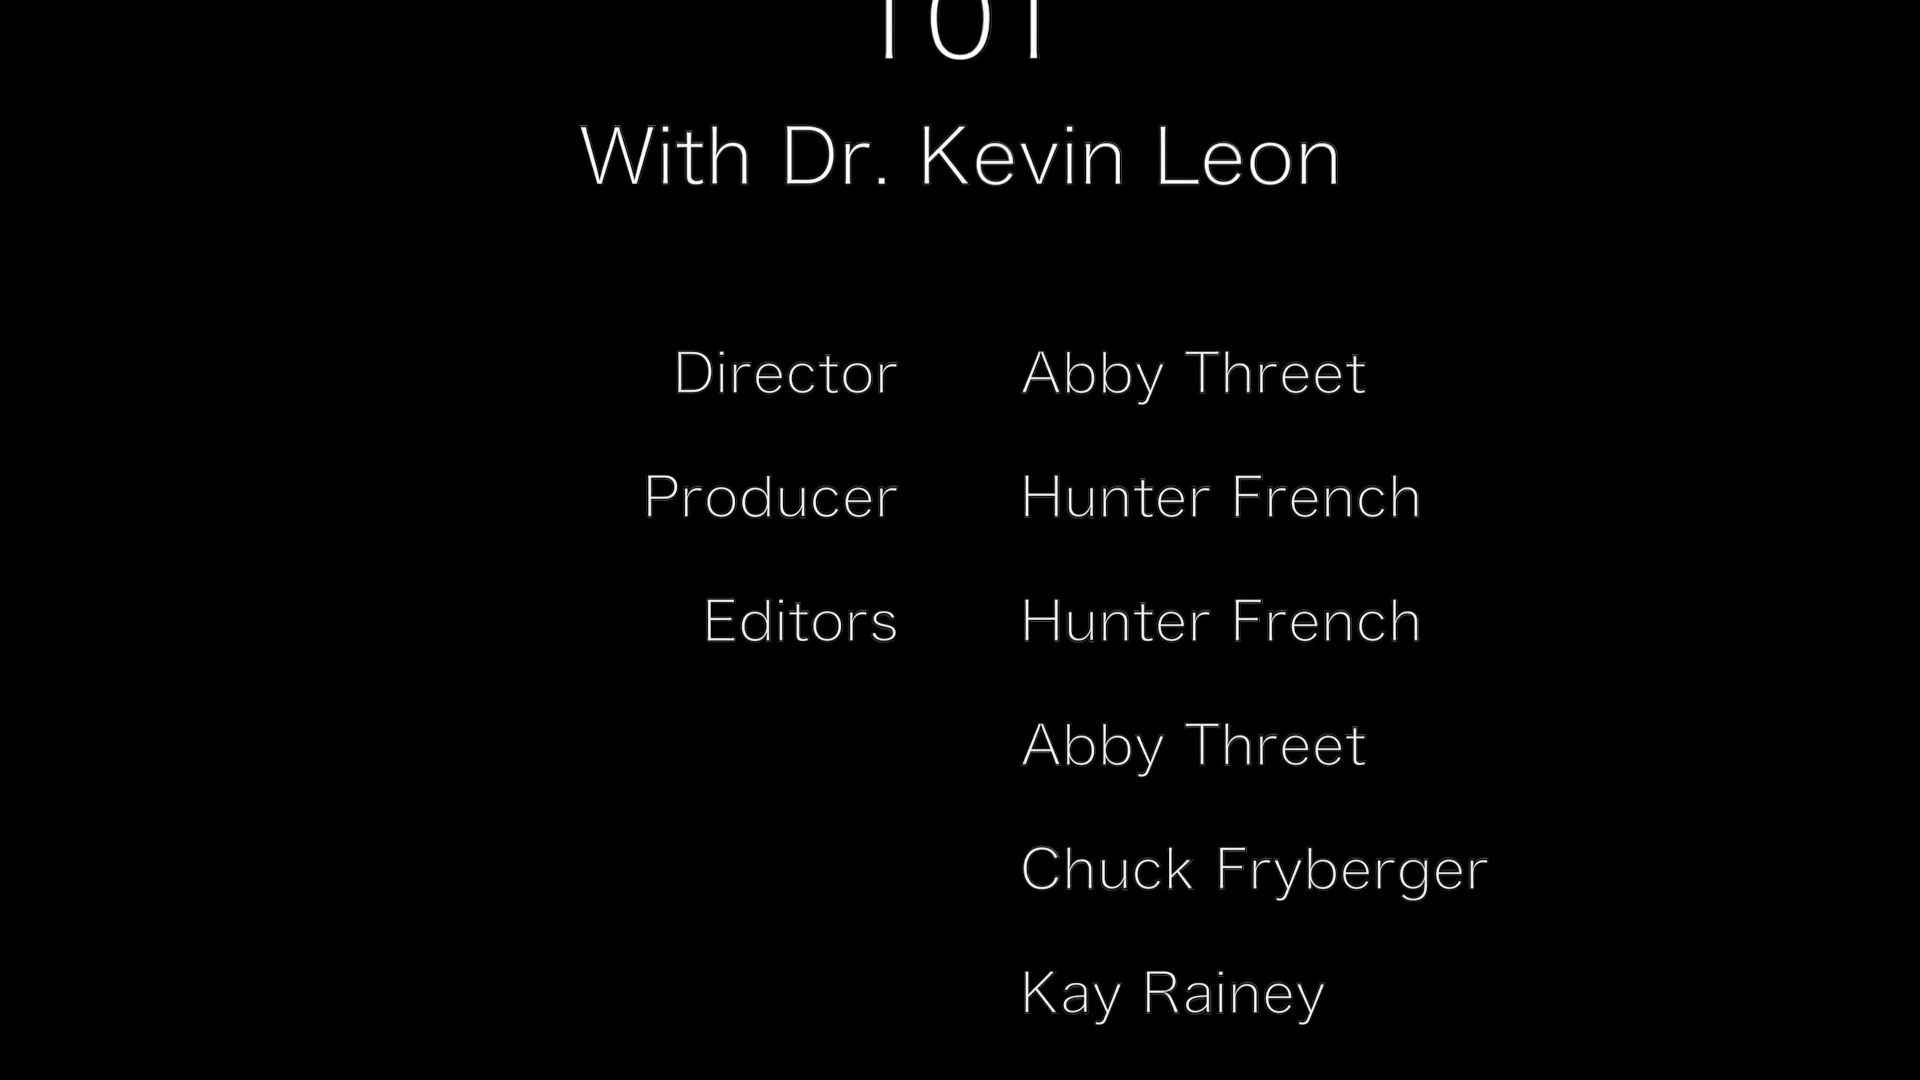 101
With Dr. Kevin Leon
Director Abby Threet
Producer Hunter French
Editors Hunter French
Abby Threet
Chuck Fryberger
Kay Rainey